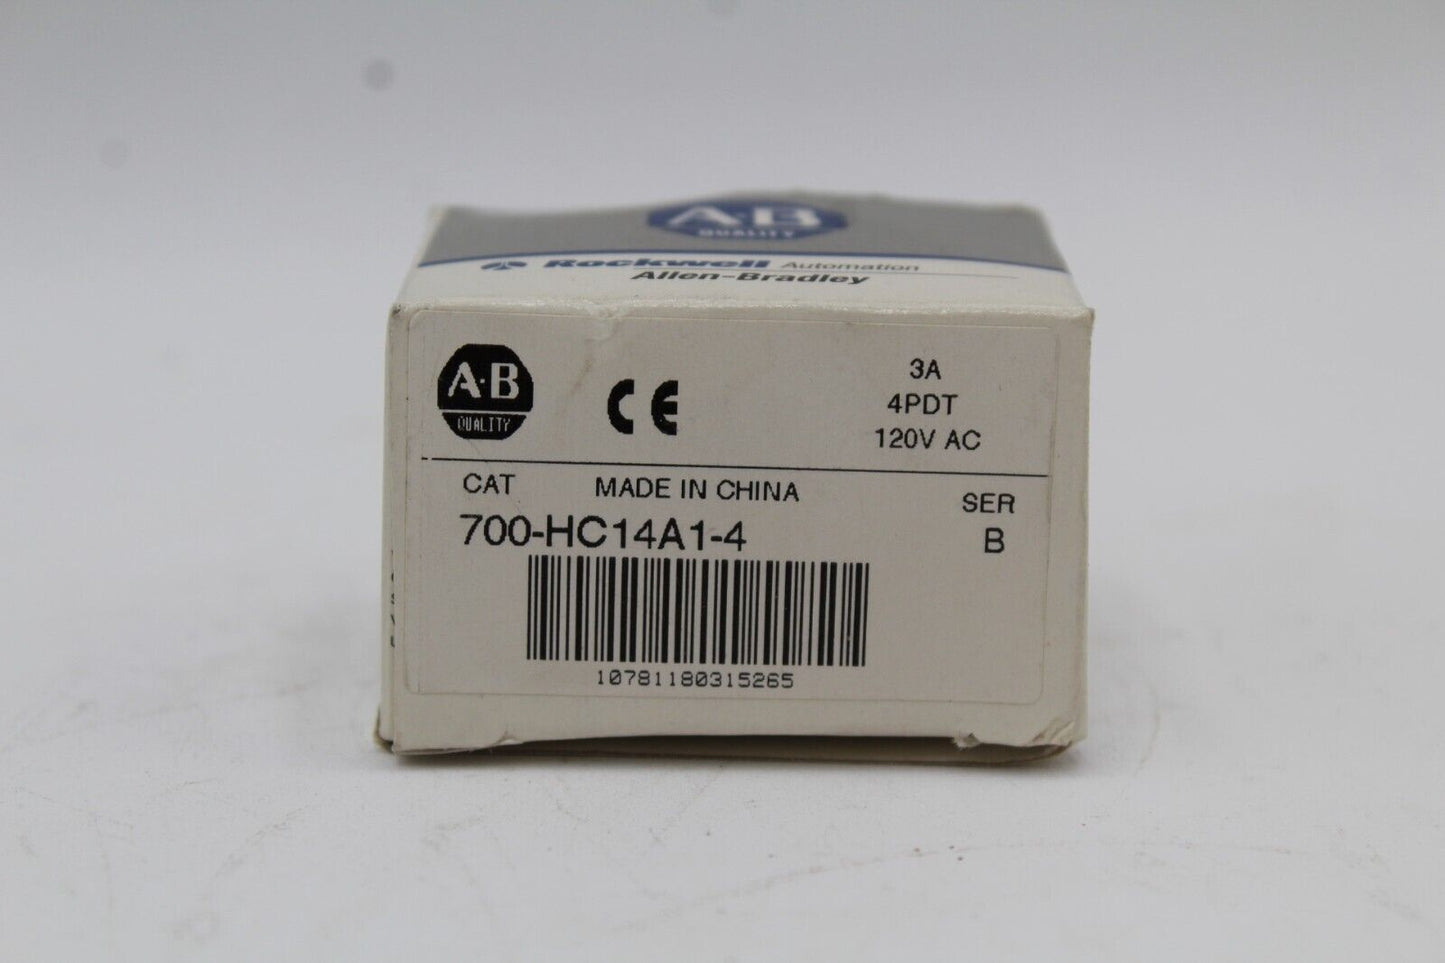 A·B
QUALITY
Rockwell Automation
Allen-Bradley
A·B
QUALITY
CE
3A
4PDT
120V AC
CAT
MADE IN CHINA
SER
700-HC14A1-4
B
10781180315265